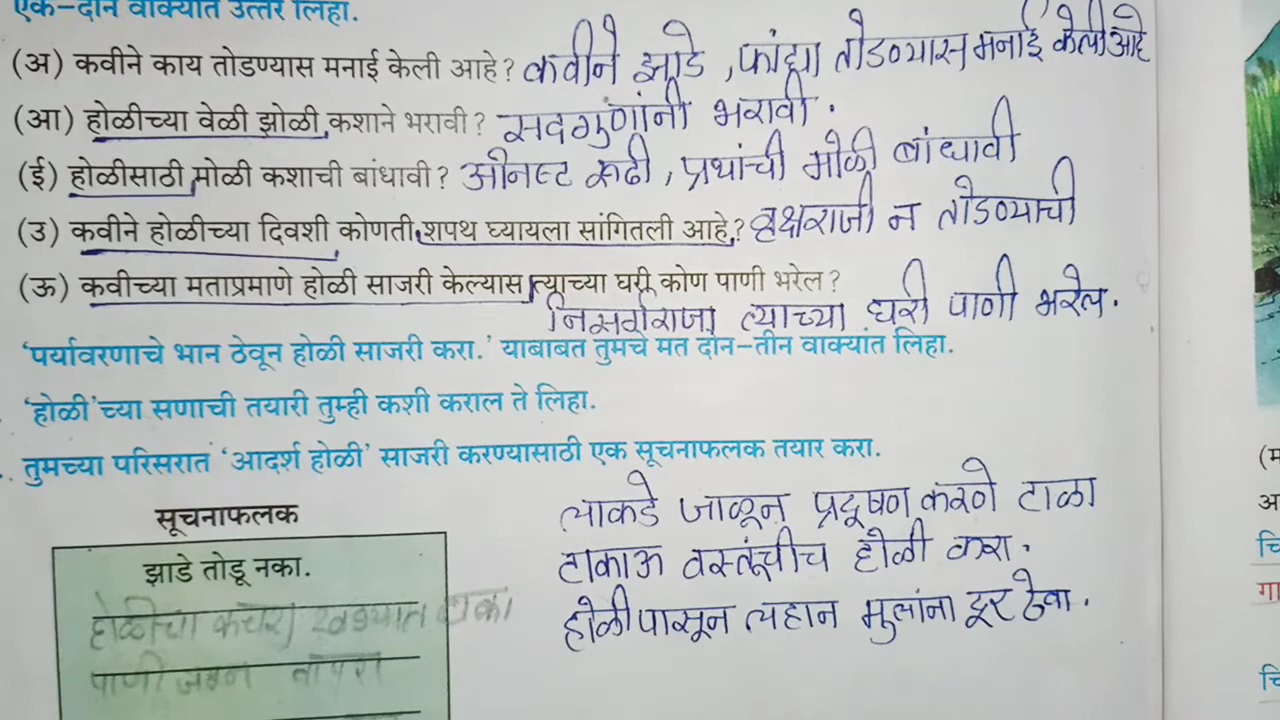 एक-दोन वाक्यांत उत्तरे लिहा.
(अ) कवीने काय तोडण्यास मनाई केली आहे? कवीने झाडे, फांद्या तोडण्यास मनाई केली आहे
(आ) होळीच्या वेळी झोळी कशाने भरावी? सदगुणांनी भरावी.
(ई) होळीसाठी मोळी कशाची बांधावी? अनिष्ट रूढी, प्रथांची मोळी बांधावी
(उ) कवीने होळीच्या दिवशी कोणती शपथ घ्यायला सांगितली आहे? वृक्षराजी न तोडण्याची
(ऊ) कवीच्या मताप्रमाणे होळी साजरी केल्यास त्याच्या घरी कोण पाणी भरेल?
निसर्गराजा त्याच्या घरी पाणी भरेल.
'पर्यावरणाचे भान ठेवून होळी साजरी करा.' याबाबत तुमचे मत दोन-तीन वाक्यांत लिहा.
'होळी'च्या सणाची तयारी तुम्ही कशी कराल ते लिहा.
तुमच्या परिसरात 'आदर्श होळी' साजरी करण्यासाठी एक सूचनाफलक तयार करा.
सूचनाफलक
झाडे तोडू नका.
होळीचा कचरा टाका
पाणी जपून वापरा
लाकडे जाळून प्रदूषण करणे टाळा
टाकाऊ वस्तूंचीच होळी करा.
होळीपासून लहान मुलांना दूर ठेवा.
(म
अ
चि
गा
चि